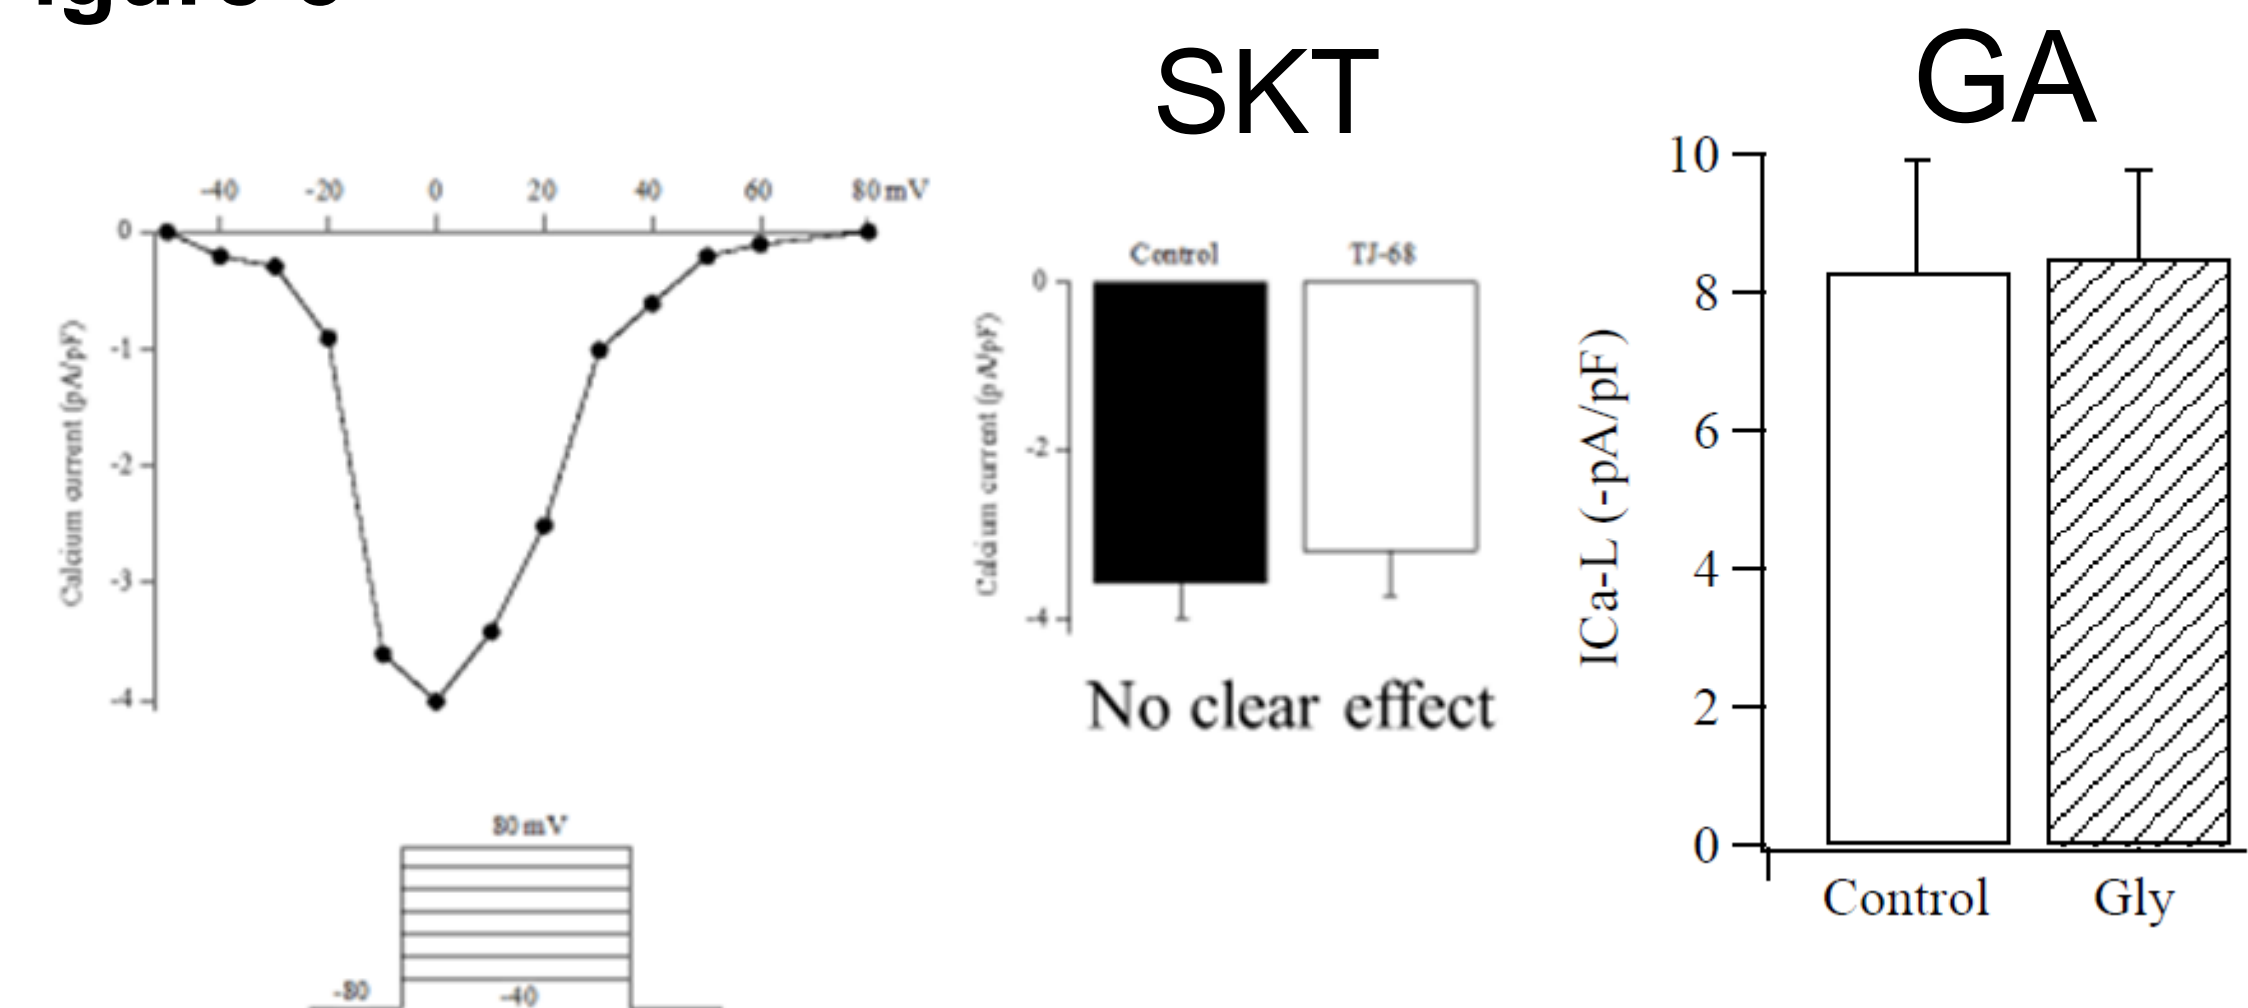 SKT
GA
-40 -20 0 20 40 60 80 mV
0
-1
-2
-3
-4
Calcium current (pA/pF)
80 mV
-80
-40
Control TJ-68
0
-2
-4
Calcium current (pA/pF)
No clear effect
10
8
6
4
2
0
ICa-L (-pA/pF)
Control Gly